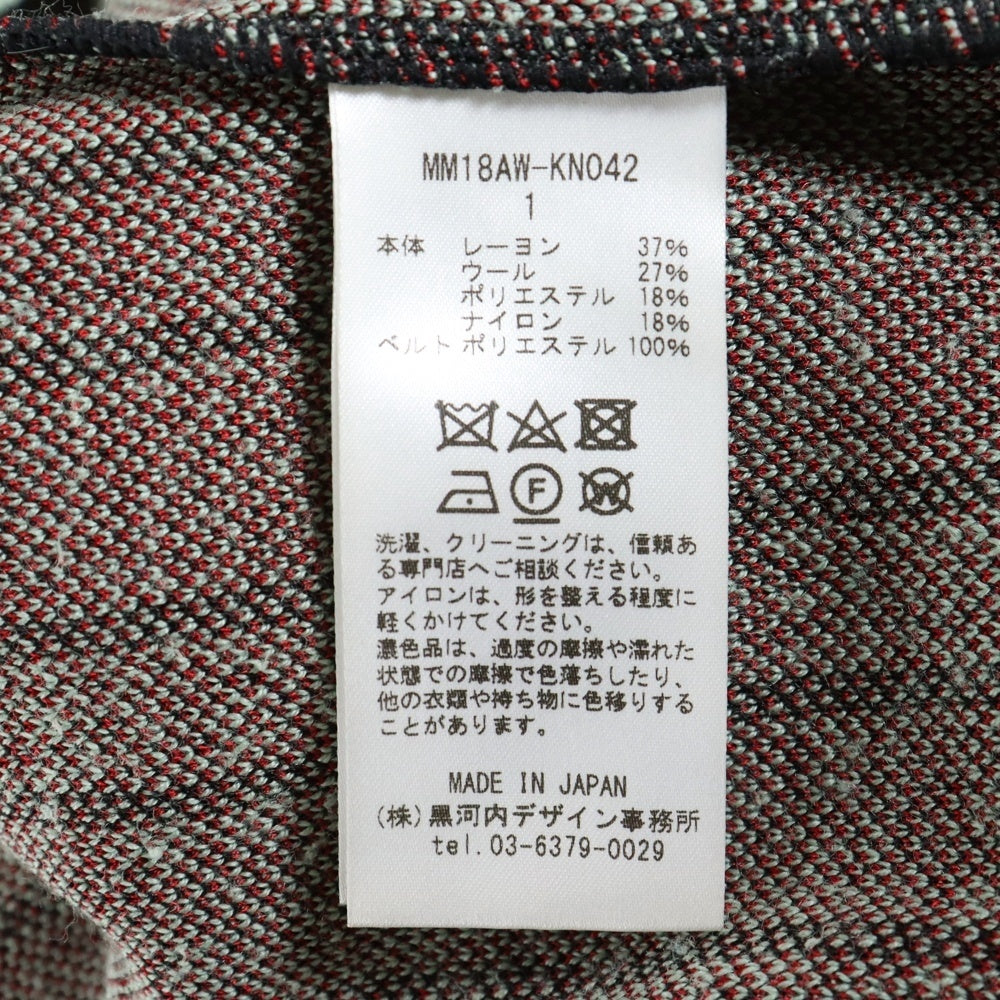 MM18AW-KN042
1
本体 レーヨン 37%
ウール 27%
ポリエステル 18%
ナイロン 18%
ベルト ポリエステル 100%
F
W
洗濯、クリーニングは、信頼あ
る専門店へご相談ください。
アイロンは、形を整える程度に
軽くかけてください。
濃色品は、過度の摩擦や濡れた
状態での摩擦で色落ちしたり、
他の衣類や持ち物に色移りする
ことがあります。
MADE IN JAPAN
(株)黒河内デザイン事務所
tel.03-6379-0029